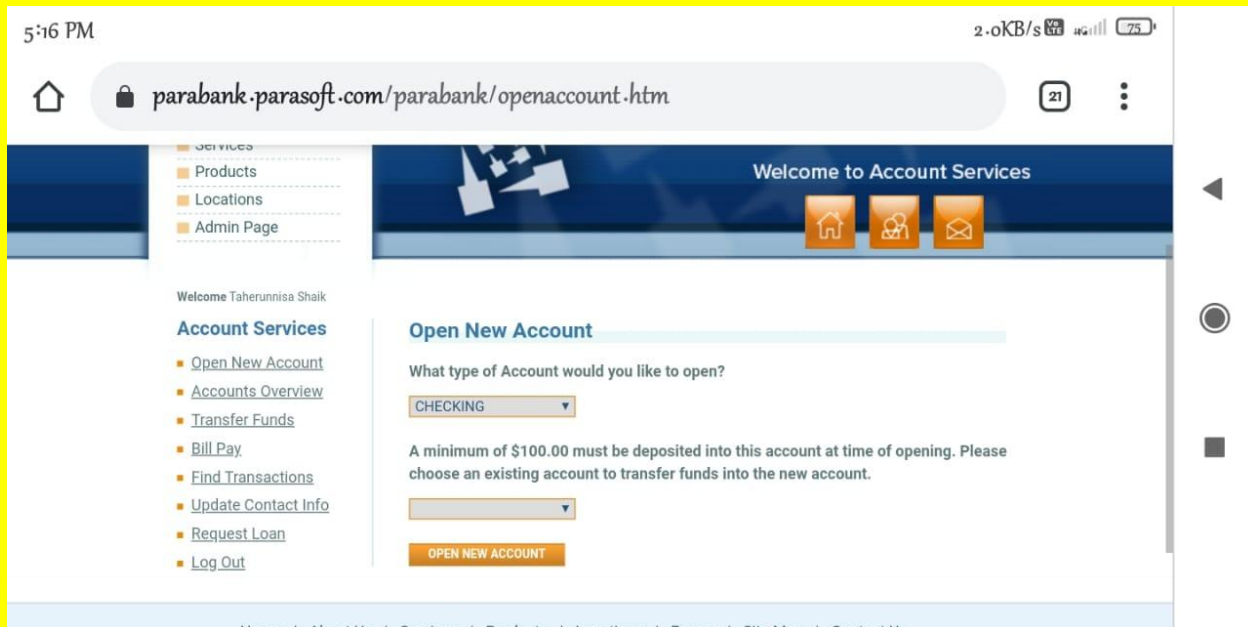 5:16 PM
2.0KB/s Vo LTE 4G 75
parabank.parasoft.com/parabank/openaccount.htm
21
Services
Products
Locations
Admin Page
Welcome to Account Services
Welcome Taherunnisa Shaik
Account Services
Open New Account
Accounts Overview
Transfer Funds
Bill Pay
Find Transactions
Update Contact Info
Request Loan
Log Out
Open New Account
What type of Account would you like to open?
CHECKING
A minimum of $100.00 must be deposited into this account at time of opening. Please
choose an existing account to transfer funds into the new account.
OPEN NEW ACCOUNT